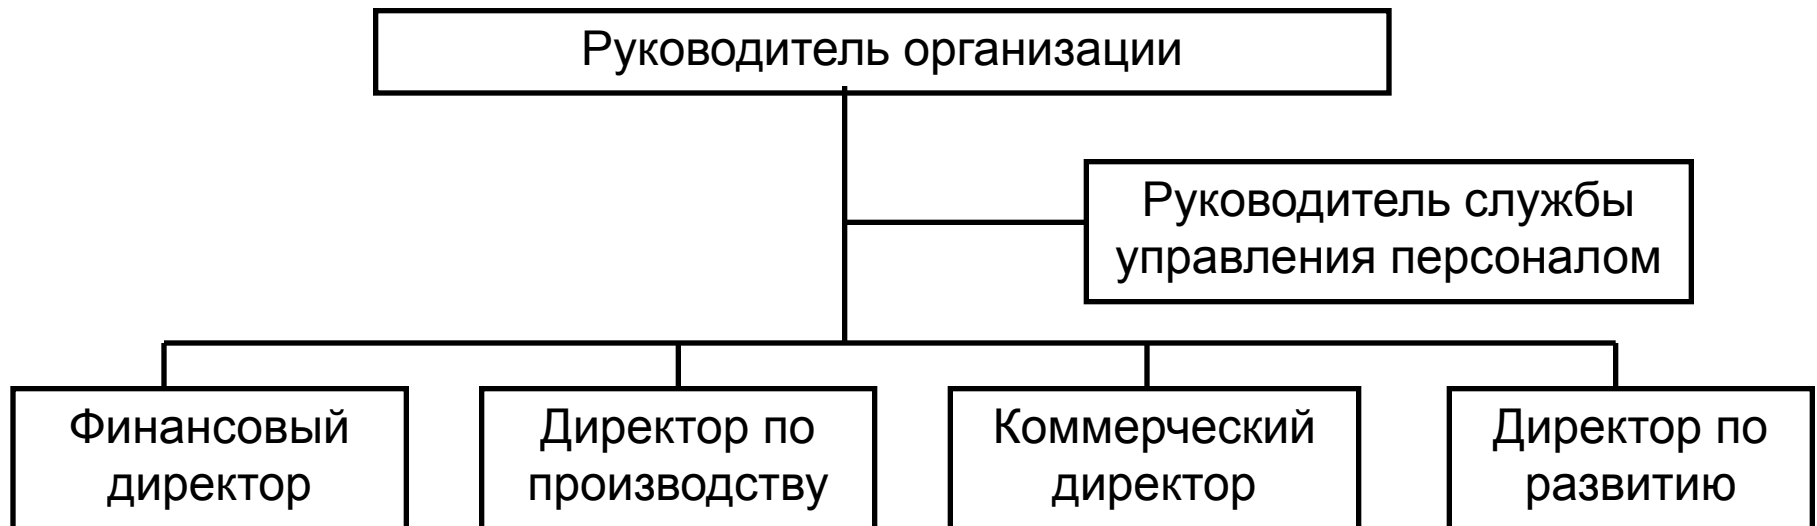 Руководитель организации
Руководитель службы
управления персоналом
Финансовый
директор
Директор по
производству
Коммерческий
директор
Директор по
развитию